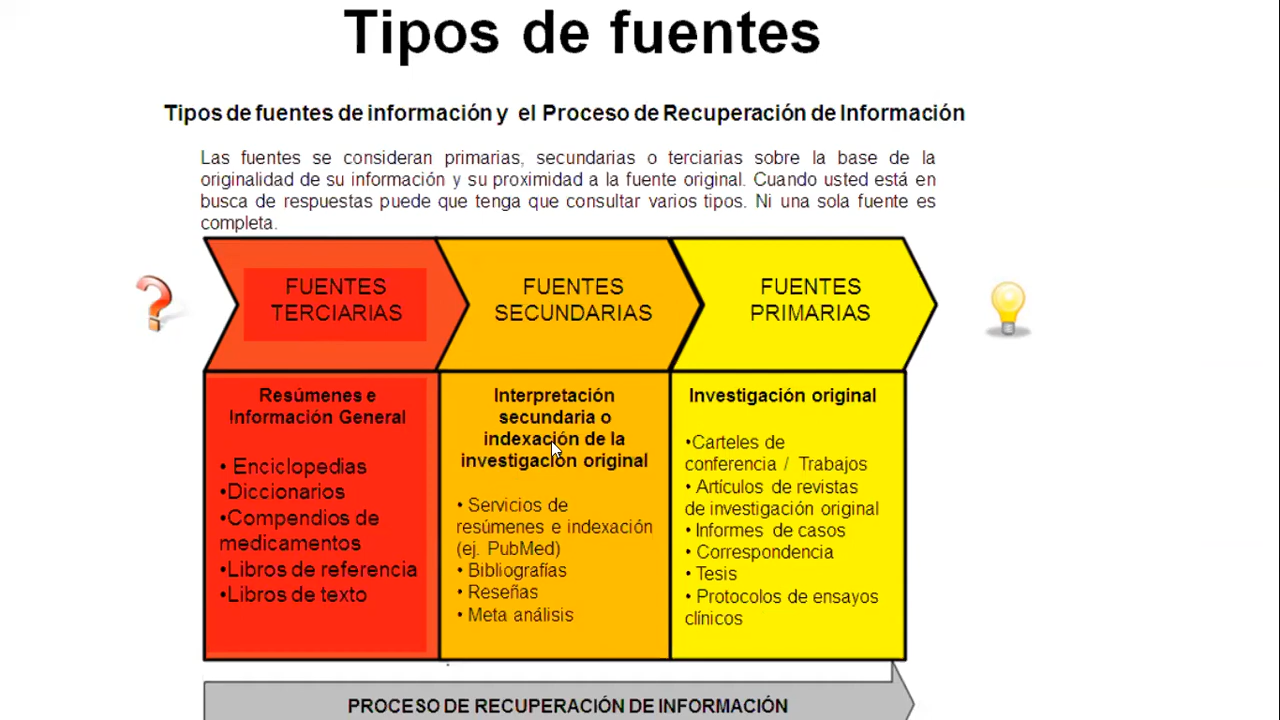 Tipos de fuentes
Tipos de fuentes de información y el Proceso de Recuperación de Información
Las fuentes se consideran primarias, secundarias o terciarias sobre la base de la
originalidad de su información y su proximidad a la fuente original. Cuando usted está en
busca de respuestas puede que tenga que consultar varios tipos. Ni una sola fuente es
completa.
FUENTES
TERCIARIAS
Resúmenes e
Información General
• Enciclopedias
•Diccionarios
•Compendios de
medicamentos
•Libros de referencia
•Libros de texto
FUENTES
SECUNDARIAS
Interpretación
secundaria o
indexación de la
investigación original
• Servicios de
resúmenes e indexación
(ej. PubMed)
• Bibliografías
• Reseñas
• Meta análisis
FUENTES
PRIMARIAS
Investigación original
•Carteles de
conferencia / Trabajos
• Artículos de revistas
de investigación original
• Informes de casos
• Correspondencia
• Tesis
• Protocolos de ensayos
clínicos
PROCESO DE RECUPERACIÓN DE INFORMACIÓN